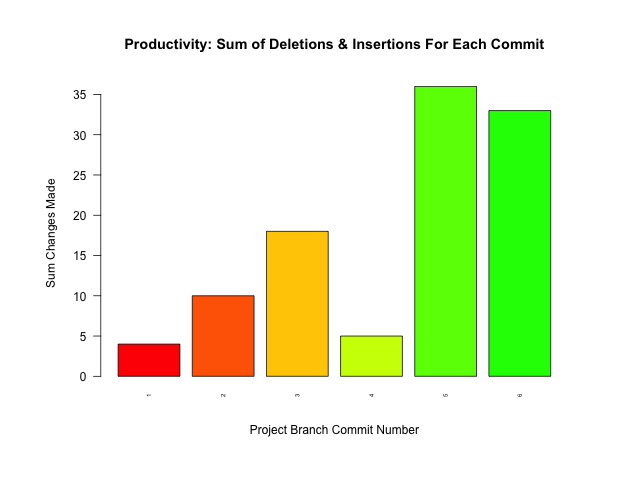 Productivity: Sum of Deletions & Insertions For Each Commit
Sum Changes Made
35
30
25
20
15
10
5
0
1 2 3 4 5 6
Project Branch Commit Number